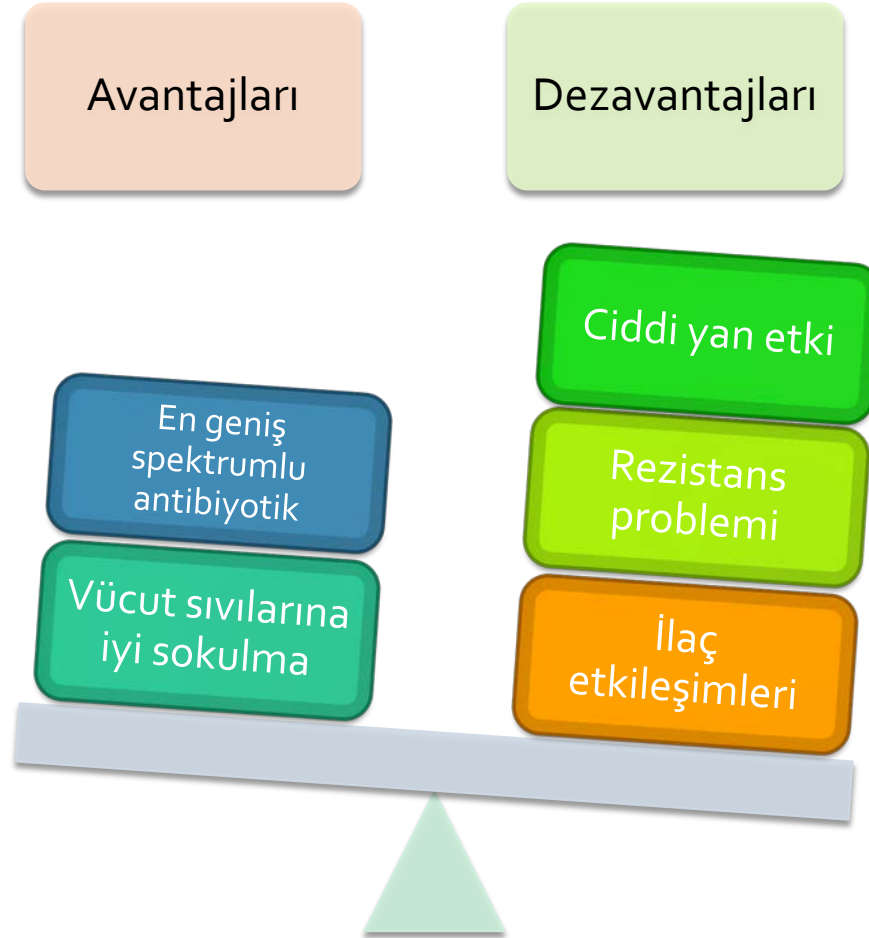 Avantajları
Dezavantajları
En geniş
spektrumlu
antibiyotik
Vücut sıvılarına
iyi sokulma
Ciddi yan etki
Rezistans
problemi
İlaç
etkileşimleri